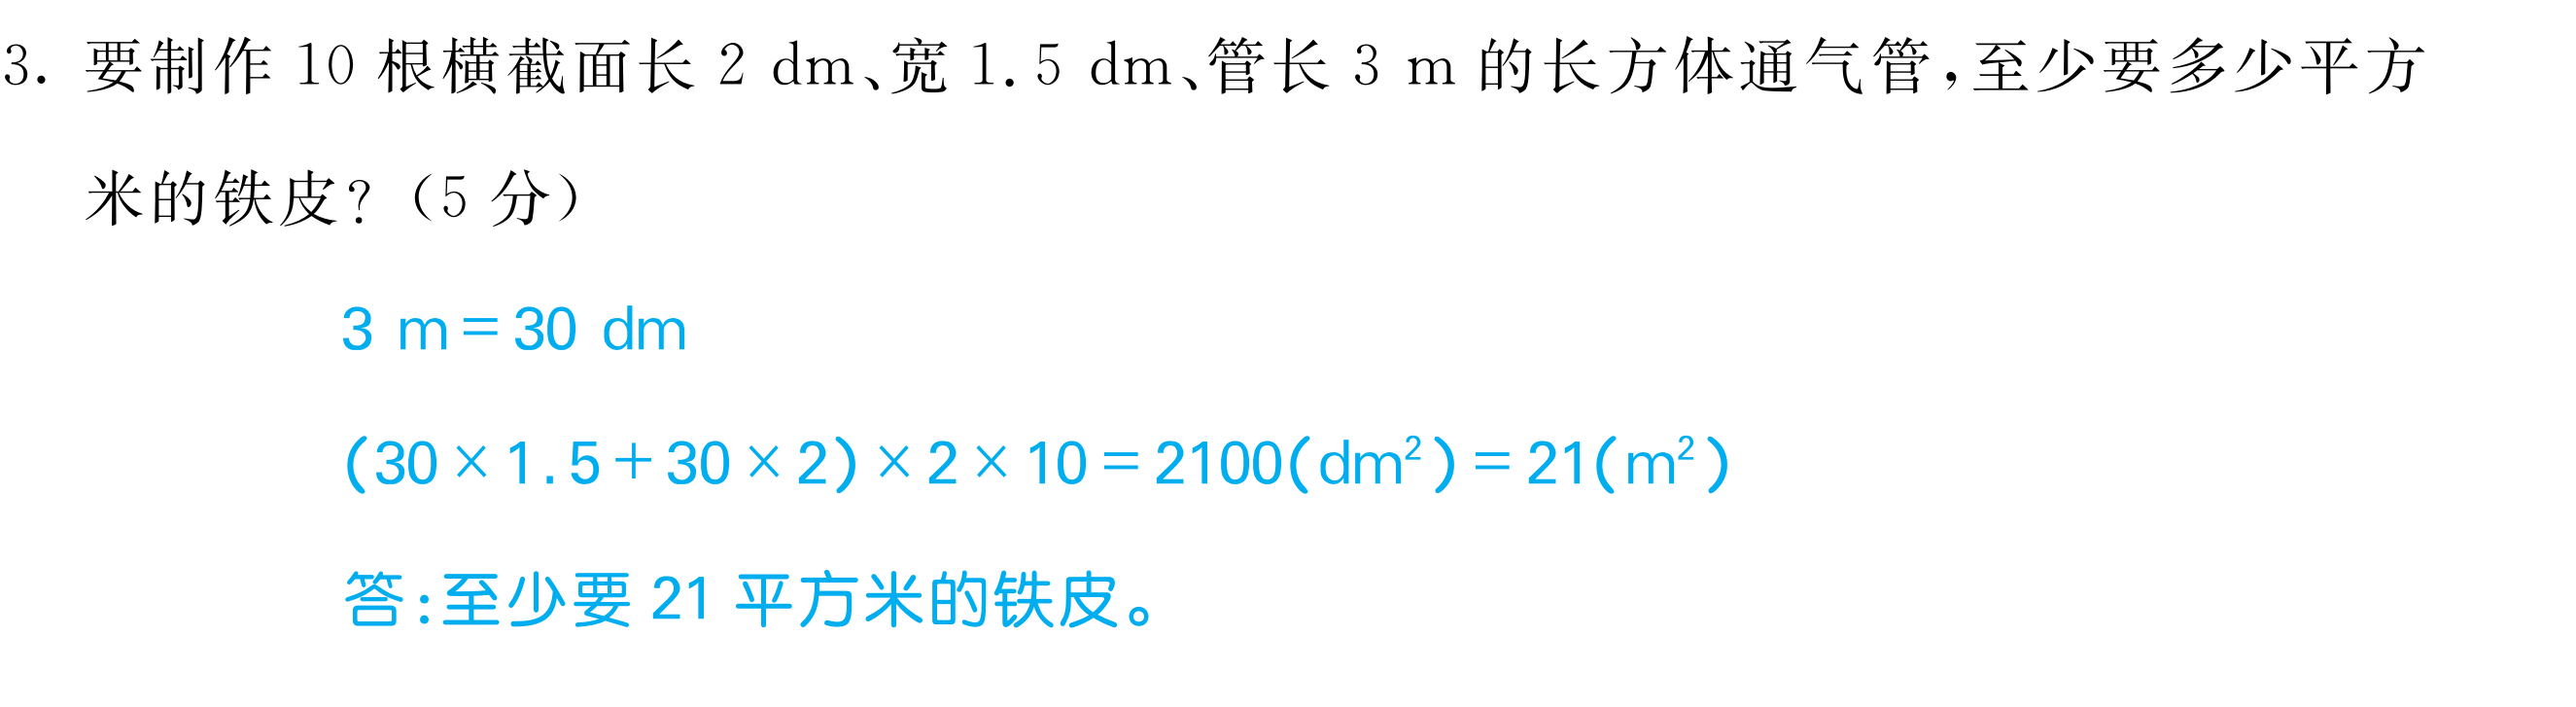 3. 要制作 10 根横截面长 2 dm、宽 1.5 dm、管长 3 m 的长方体通气管,至少要多少平方
米的铁皮?(5 分)
3 m=30 dm
(30×1.5+30×2)×2×10=2100(dm²)=21(m²)
答:至少要 21 平方米的铁皮。